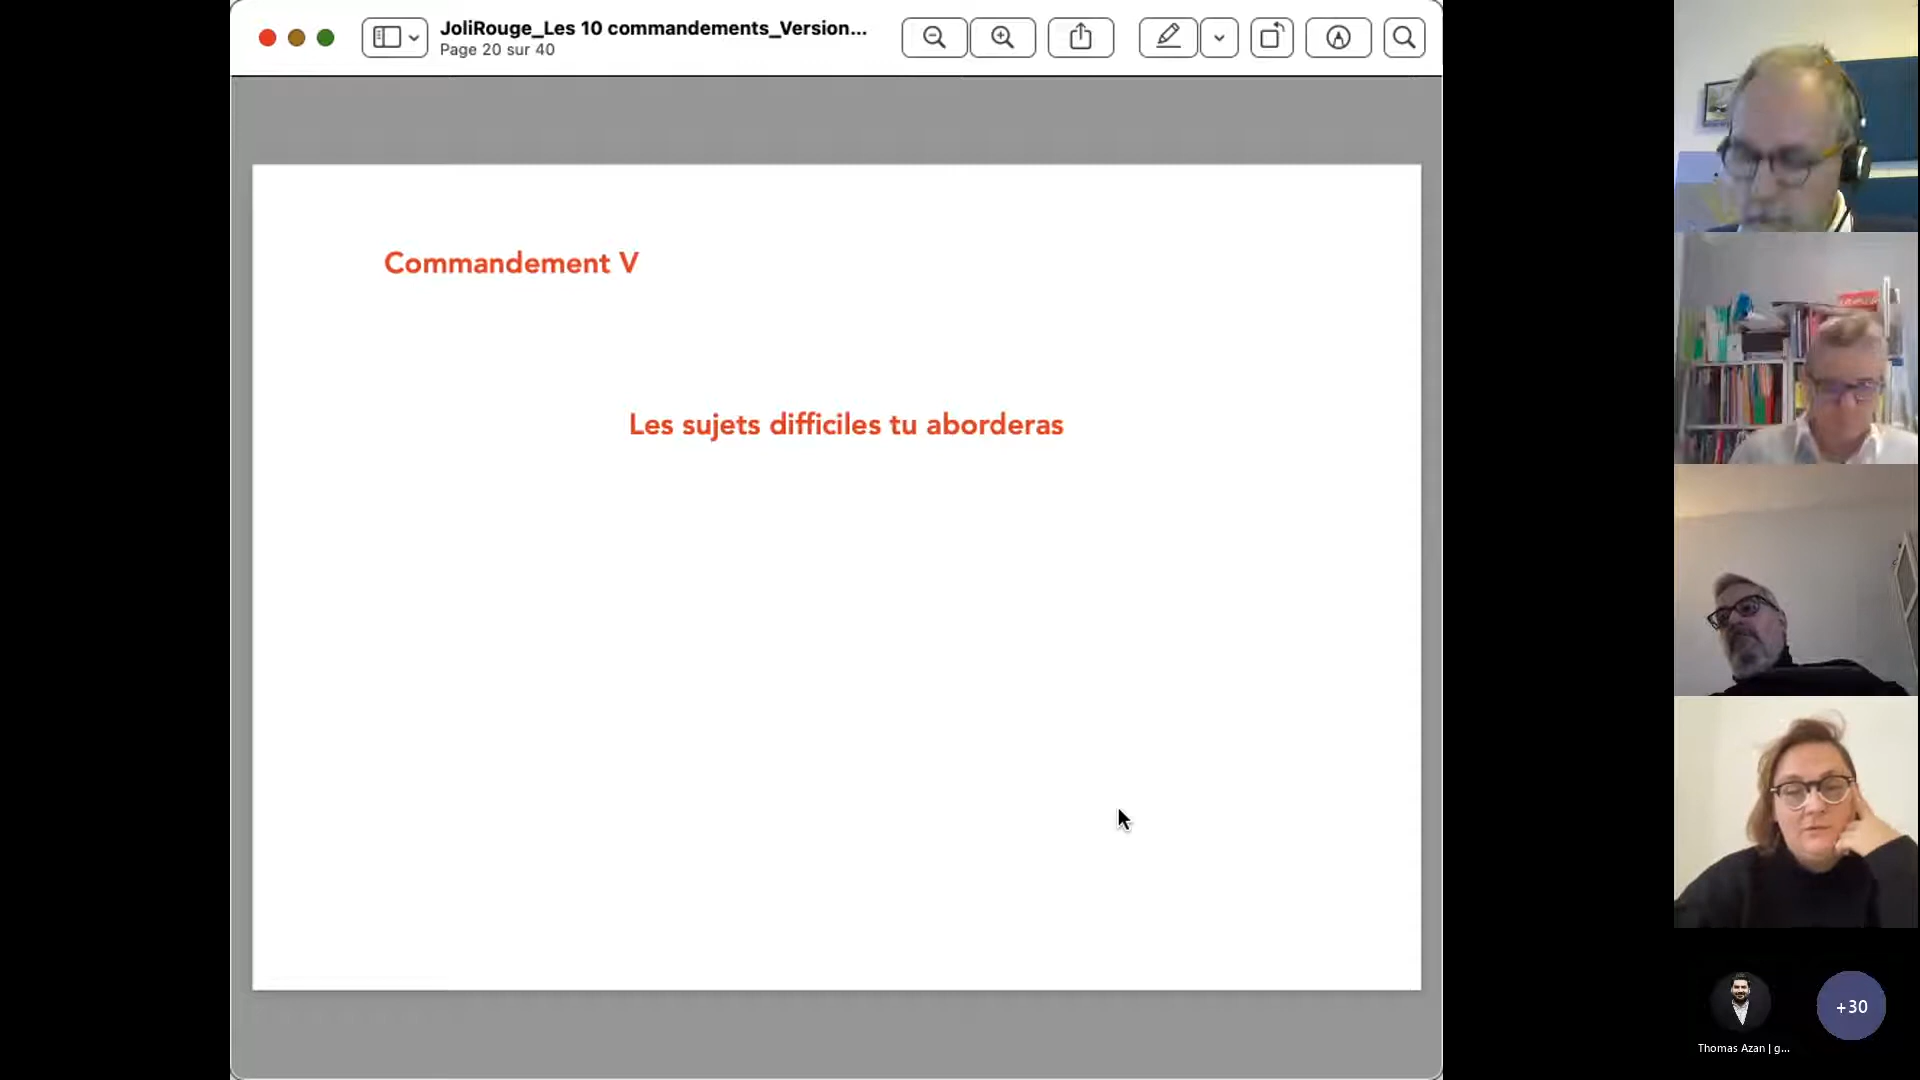 JoliRouge_Les 10 commandements_Version...
Page 20 sur 40
Commandement V
Les sujets difficiles tu aborderas
+30
Thomas Azan | g...